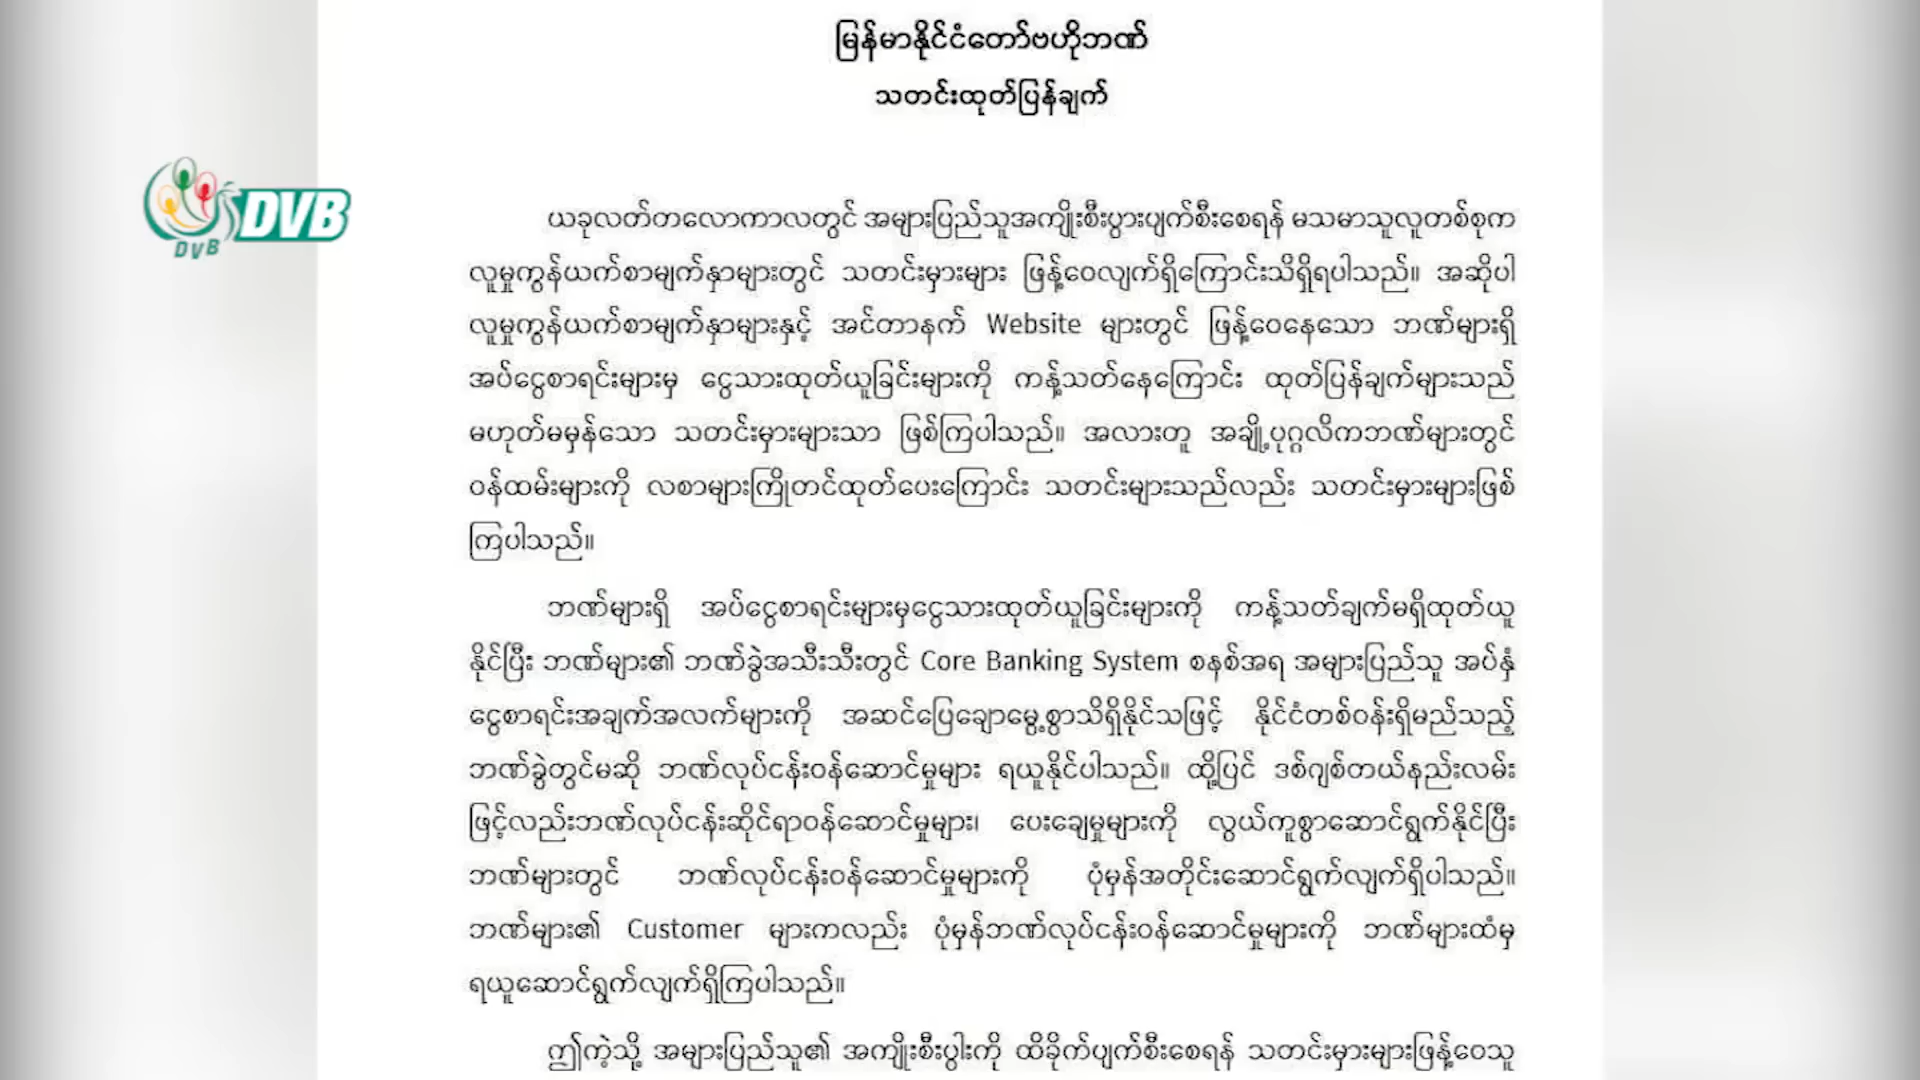 မြန်မာနိုင်ငံတော်ဗဟိုဘဏ်
သတင်းထုတ်ပြန်ချက်
DVB
DVB
ယခုလတ်တလောကာလတွင် အများပြည်သူအကျိုးစီးပွားပျက်စီးစေရန် မသမာသူလူတစ်စုက
လူမှုကွန်ယက်စာမျက်နှာများတွင် သတင်းမှားများ ဖြန့်ဝေလျက်ရှိကြောင်းသိရှိရပါသည်။ အဆိုပါ
လူမှုကွန်ယက်စာမျက်နှာများနှင့် အင်တာနက် Website များတွင် ဖြန့်ဝေနေသော ဘဏ်များရှိ
အပ်ငွေစာရင်းများမှ ငွေသားထုတ်ယူခြင်းများကို ကန့်သတ်နေကြောင်း ထုတ်ပြန်ချက်များသည်
မဟုတ်မမှန်သော သတင်းမှားများသာ ဖြစ်ကြပါသည်။ အလားတူ အချို့ပုဂ္ဂလိကဘဏ်များတွင်
ဝန်ထမ်းများကို လစာများကြိုတင်ထုတ်ပေးကြောင်း သတင်းများသည်လည်း သတင်းမှားများဖြစ်
ကြပါသည်။
ဘဏ်များရှိ အပ်ငွေစာရင်းများမှငွေသားထုတ်ယူခြင်းများကို ကန့်သတ်ချက်မရှိထုတ်ယူ
နိုင်ပြီး ဘဏ်များ၏ ဘဏ်ခွဲအသီးသီးတွင် Core Banking System စနစ်အရ အများပြည်သူ အပ်နှံ
ငွေစာရင်းအချက်အလက်များကို အဆင်ပြေချောမွေ့စွာသိရှိနိုင်သဖြင့် နိုင်ငံတစ်ဝန်းရှိမည်သည့်
ဘဏ်ခွဲတွင်မဆို ဘဏ်လုပ်ငန်းဝန်ဆောင်မှုများ ရယူနိုင်ပါသည်။ ထို့ပြင် ဒစ်ဂျစ်တယ်နည်းလမ်း
ဖြင့်လည်းဘဏ်လုပ်ငန်းဆိုင်ရာဝန်ဆောင်မှုများ၊ ပေးချေမှုများကို လွယ်ကူစွာဆောင်ရွက်နိုင်ပြီး
ဘဏ်များတွင် ဘဏ်လုပ်ငန်းဝန်ဆောင်မှုများကို ပုံမှန်အတိုင်းဆောင်ရွက်လျက်ရှိပါသည်။
ဘဏ်များ၏ Customer များကလည်း ပုံမှန်ဘဏ်လုပ်ငန်းဝန်ဆောင်မှုများကို ဘဏ်များထံမှ
ရယူဆောင်ရွက်လျက်ရှိကြပါသည်။
ဤကဲ့သို့ အများပြည်သူ၏ အကျိုးစီးပွါးကို ထိခိုက်ပျက်စီးစေရန် သတင်းမှားများဖြန့်ဝေသူ